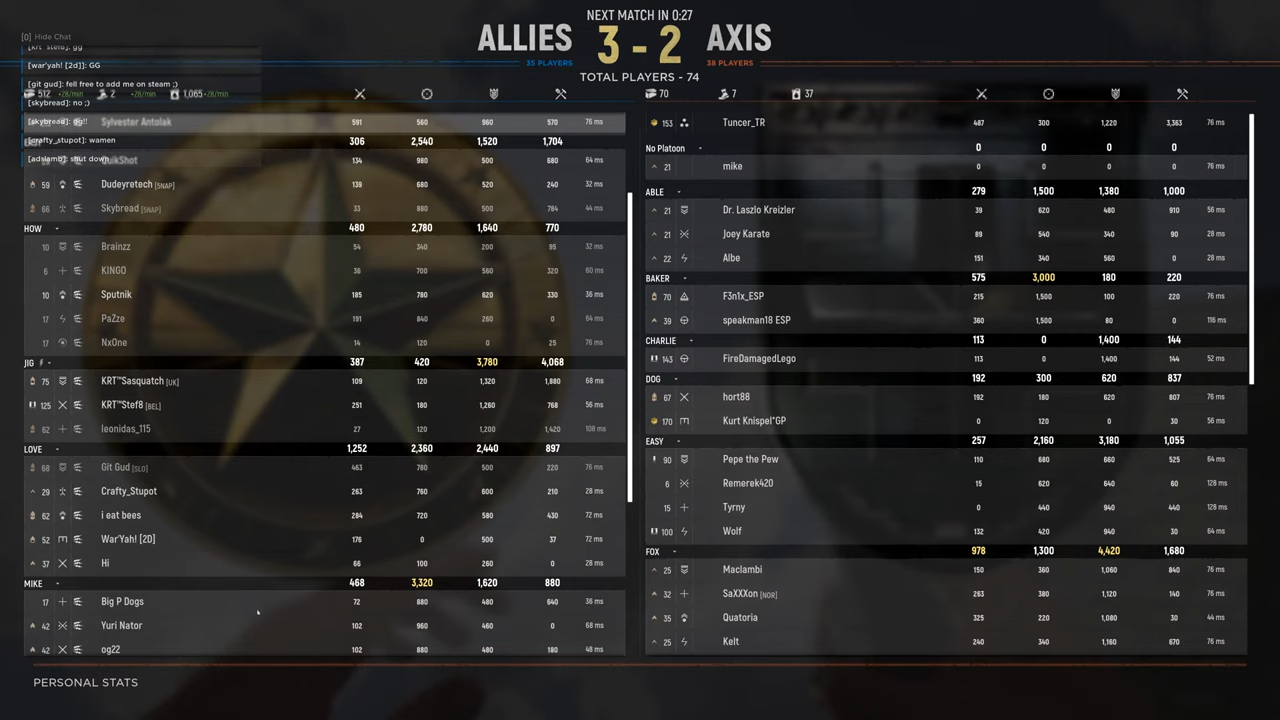 NEXT MATCH IN 0:27
ALLIES 3 - 2 AXIS
35 PLAYERS 38 PLAYERS
TOTAL PLAYERS - 74
[0] Hide Chat
[war'yah! [2d]]: GG
[git gud]: fell free to add me on steam ;)
[skybread]: no ;)
[skybread]: gg!!
[crafty_stupot]: wamen
[adslamb]: shut down
512 +28/min 2 +28/min 1,065 +28/min
Sylvester Antolak 591 560 960 570 76 ms
306 2,540 1,520 1,704
QuikShot 134 980 500 680 64 ms
59 Dudeyretech [SNAP] 139 680 520 240 32 ms
66 Skybread [SNAP] 33 880 500 784 44 ms
HOW - 480 2,780 1,640 770
10 Brainzz 54 340 200 95 32 ms
6 KINGO 36 700 560 320 60 ms
10 Sputnik 185 780 620 330 36 ms
17 PaZze 191 840 260 0 64 ms
17 NxOne 14 120 0 25 76 ms
JIG - 387 420 3,780 4,068
75 KRT™Sasquatch [UK] 109 120 1,320 1,880 68 ms
125 KRT™Stef8 [BEL] 251 180 1,260 768 56 ms
62 leonidas_115 27 120 1,200 1,420 108 ms
LOVE - 1,252 2,360 2,440 897
68 Git Gud [SLO] 463 780 500 220 76 ms
29 Crafty_Stupot 263 760 600 210 28 ms
62 i eat bees 284 720 580 430 72 ms
52 War'Yah! [2D] 176 0 500 37 72 ms
37 Hi 66 100 260 0 28 ms
MIKE - 468 3,320 1,620 880
17 Big P Dogs 72 880 480 640 36 ms
42 Yuri Nator 102 960 460 0 68 ms
42 og22 102 880 480 180 48 ms
70 7 37
153 Tuncer_TR 487 300 1,220 3,363 76 ms
No Platoon - 0 0 0 0
21 mike 0 0 0 0 76 ms
ABLE - 279 1,500 1,380 1,000
21 Dr. Laszlo Kreizler 39 620 480 910 56 ms
21 Joey Karate 89 540 340 90 28 ms
22 Albe 151 340 560 0 28 ms
BAKER - 575 3,000 180 220
70 F3n1x_ESP 215 1,500 100 220 76 ms
39 speakman18 ESP 360 1,500 80 0 116 ms
CHARLIE - 113 0 1,400 144
143 FireDamagedLego 113 0 1,400 144 52 ms
DOG - 192 300 620 837
67 hort88 192 180 620 807 76 ms
170 Kurt Knispel*GP 0 120 0 30 56 ms
EASY - 257 2,160 3,180 1,055
90 Pepe the Pew 110 680 660 525 64 ms
6 Remerek420 15 620 640 60 128 ms
15 Tyrny 0 440 940 440 128 ms
100 Wolf 132 420 940 30 64 ms
FOX - 978 1,300 4,420 1,680
25 Maclambi 150 360 1,060 840 76 ms
32 SaXXXon [NOR] 263 380 1,120 140 76 ms
35 Quatoria 325 220 1,080 30 44 ms
25 Kelt 240 340 1,160 670 76 ms
PERSONAL STATS